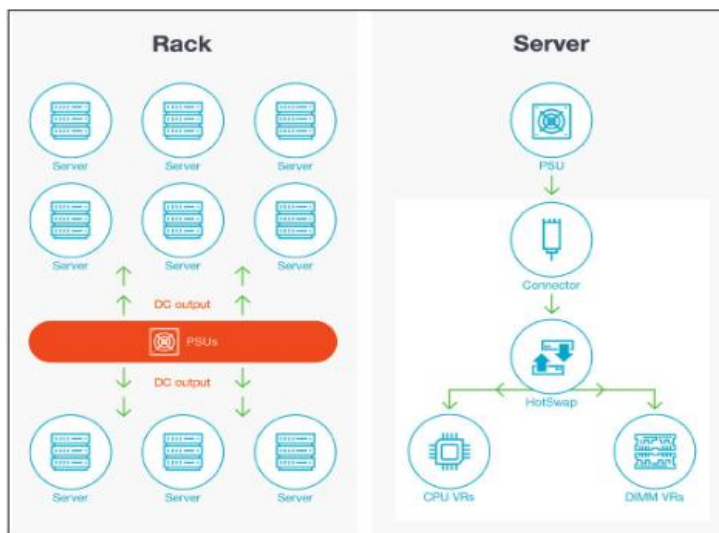 Rack
Server Server Server
Server Server Server
DC output
PSUs
DC output
Server Server Server
Server
PSU
Connector
HotSwap
CPU VRs DIMM VRs